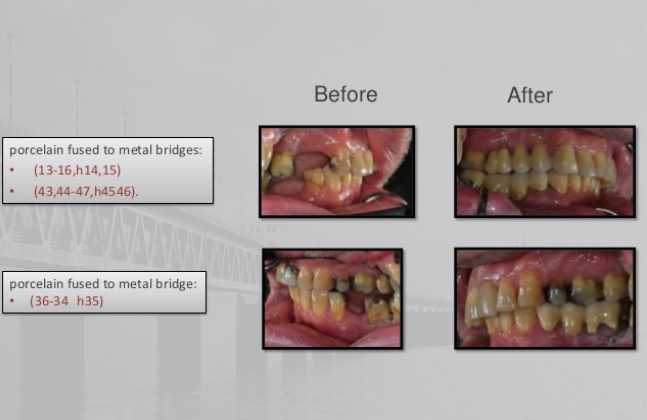 Before
After
porcelain fused to metal bridges:
• (13-16,h14,15)
• (43,44-47,h4546).
porcelain fused to metal bridge:
• (36-34 h35)